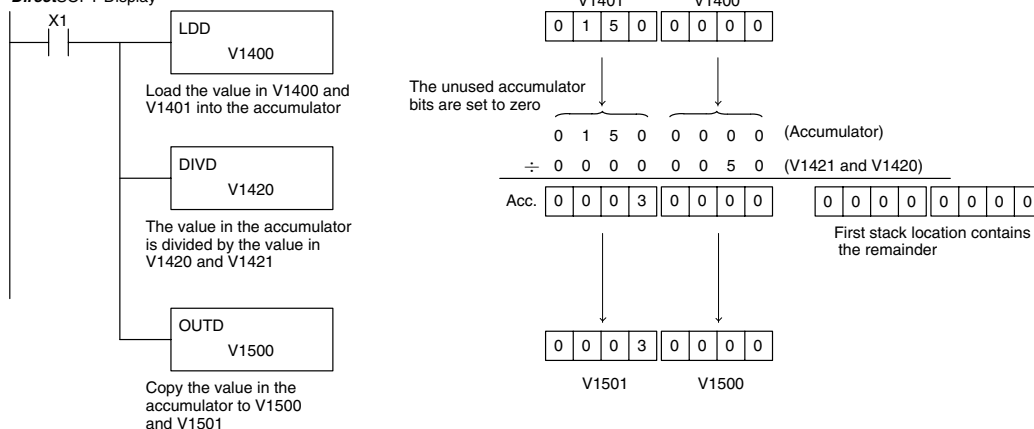 X1
LDD
V1400
Load the value in V1400 and
V1401 into the accumulator
DIVD
V1420
The value in the accumulator
is divided by the value in
V1420 and V1421
OUTD
V1500
Copy the value in the
accumulator to V1500
and V1501
V1401 V1400
0 1 5 0 0 0 0 0
The unused accumulator
bits are set to zero
0 1 5 0 0 0 0 0 (Accumulator)
÷ 0 0 0 0 0 0 5 0 (V1421 and V1420)
Acc. 0 0 0 3 0 0 0 0 0 0 0 0 0 0 0 0
First stack location contains
the remainder
0 0 0 3 0 0 0 0
V1501 V1500